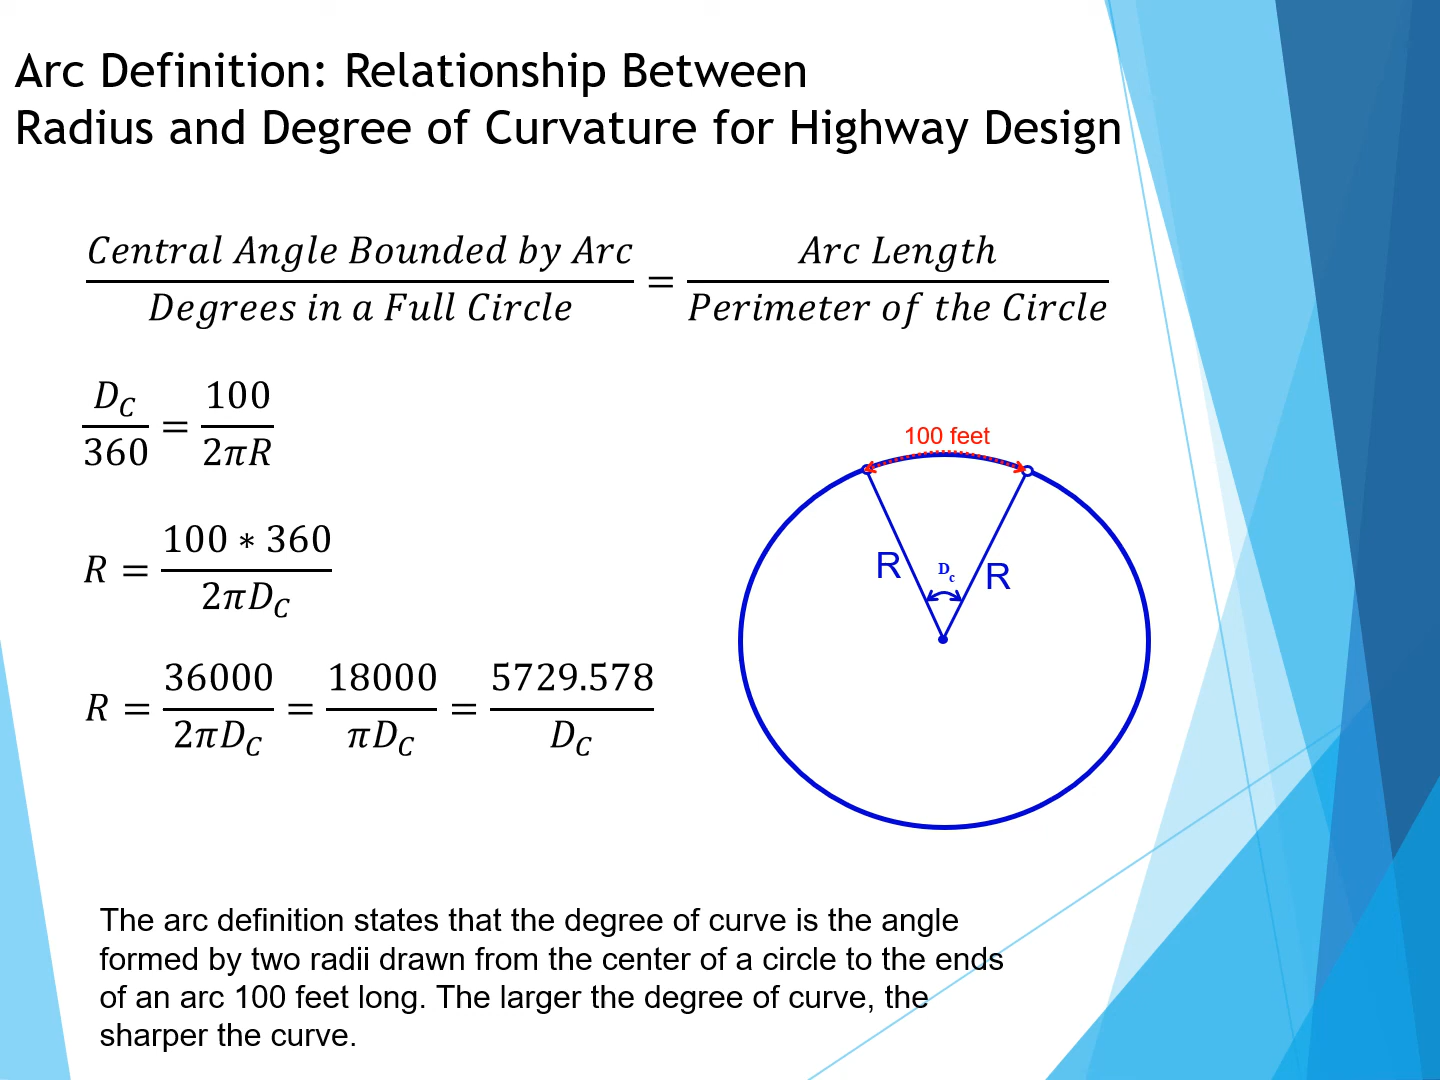 Arc Definition: Relationship Between
Radius and Degree of Curvature for Highway Design
Central Angle Bounded by Arc / Degrees in a Full Circle = Arc Length / Perimeter of the Circle
D_C / 360 = 100 / 2πR
R = 100 * 360 / 2πD_C
R = 36000 / 2πD_C = 18000 / πD_C = 5729.578 / D_C
100 feet
R
D_c
R
The arc definition states that the degree of curve is the angle
formed by two radii drawn from the center of a circle to the ends
of an arc 100 feet long. The larger the degree of curve, the
sharper the curve.